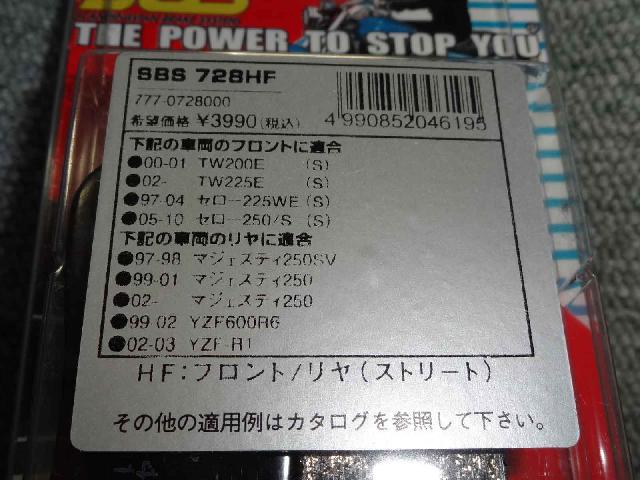 SBS
SCANDINAVIAN BRAKE SYSTEMS
THE POWER TO STOP YOU
SBS 728HF
777-0728000
希望価格 ¥3990(税込)
4990852046195
下記の車両のフロントに適合
●00-01 TW200E (S)
●02- TW225E (S)
●97-04 セロー225WE(S)
●05-10 セロー250/S (S)
下記の車両のリヤに適合
●97-98 マジェスティ250SV
●99-01 マジェスティ250
●02- マジェスティ250
●99-02 YZF600R6
●02-03 YZF-R1
HF:フロント/リヤ(ストリート)
その他の適用例はカタログを参照して下さい。